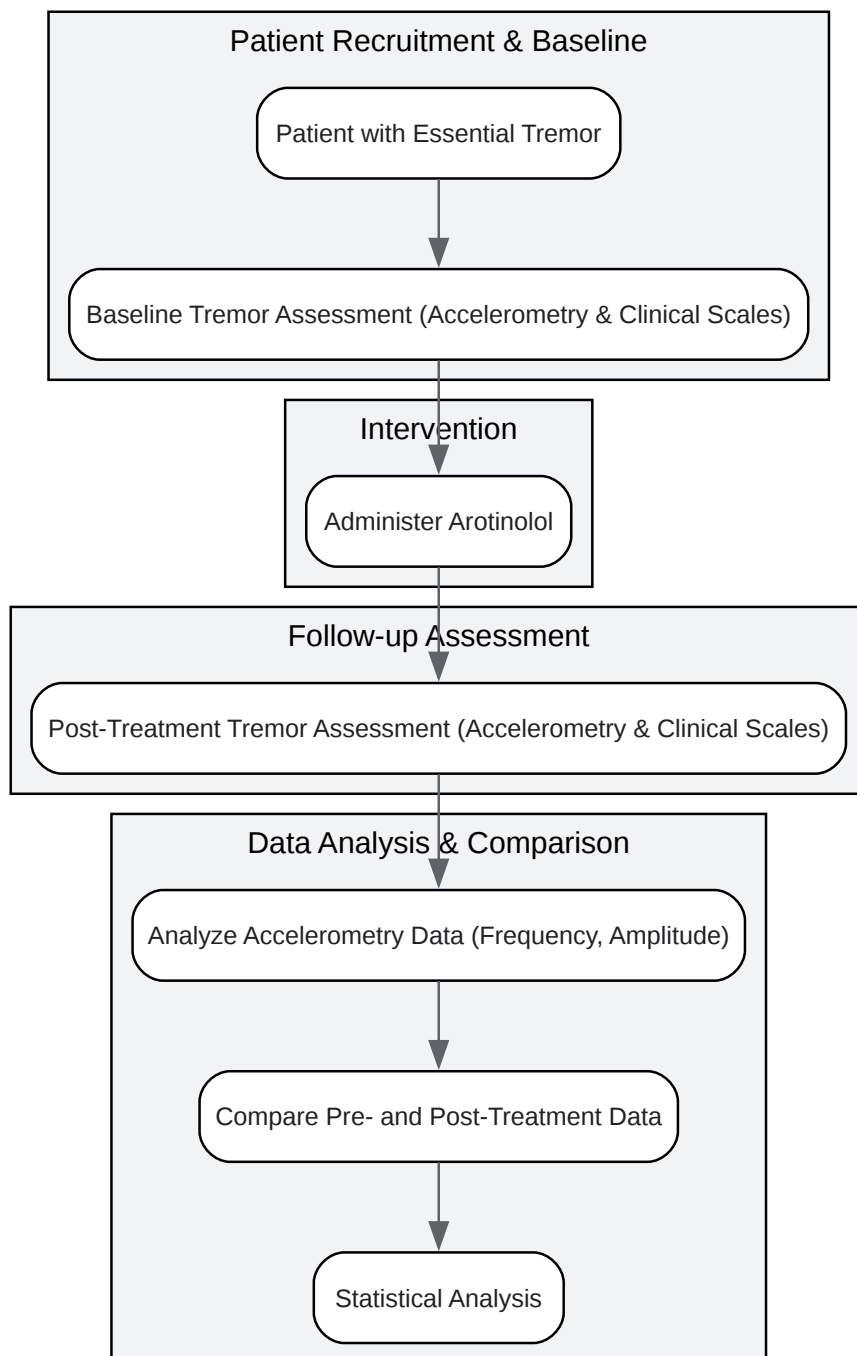 Patient Recruitment & Baseline
Patient with Essential Tremor
Baseline Tremor Assessment (Accelerometry & Clinical Scales)
Intervention
Administer Arotinolol
Follow-up Assessment
Post-Treatment Tremor Assessment (Accelerometry & Clinical Scales)
Data Analysis & Comparison
Analyze Accelerometry Data (Frequency, Amplitude)
Compare Pre- and Post-Treatment Data
Statistical Analysis